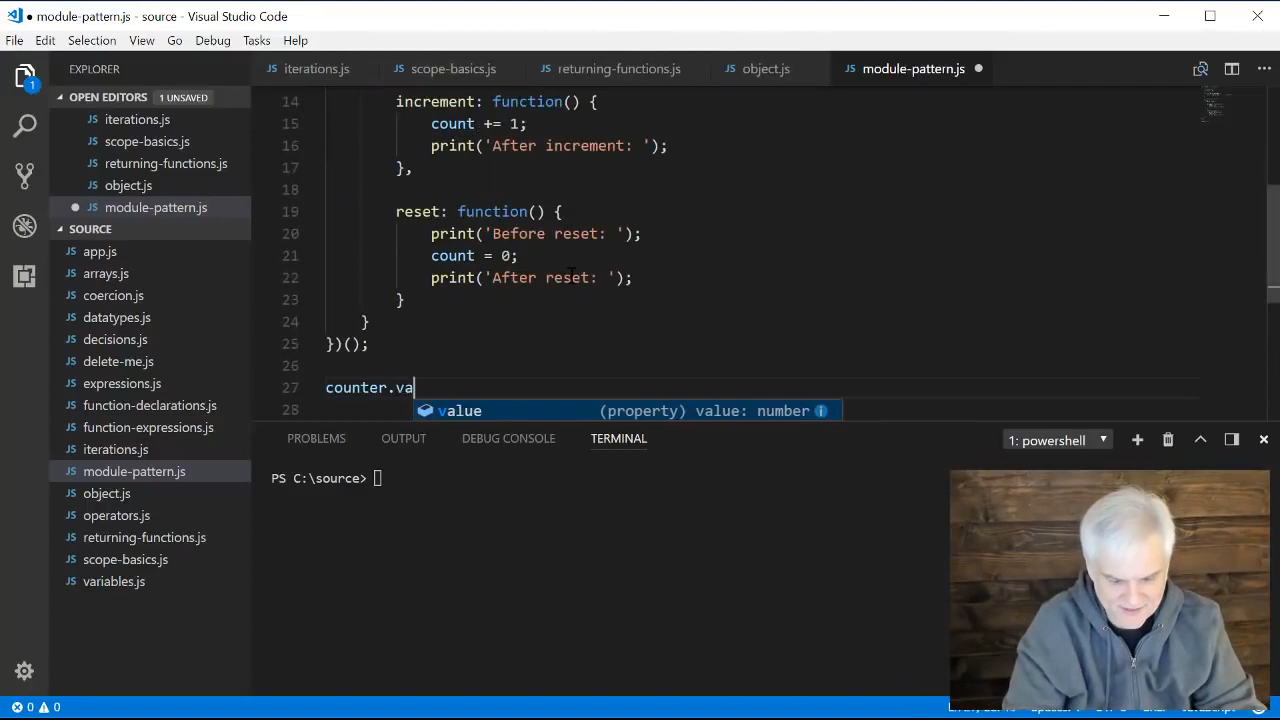 ● module-pattern.js - source - Visual Studio Code
File Edit Selection View Go Debug Tasks Help
EXPLORER
OPEN EDITORS 1 UNSAVED
JS iterations.js
JS scope-basics.js
JS returning-functions.js
JS object.js
● JS module-pattern.js
SOURCE
JS app.js
JS arrays.js
JS coercion.js
JS datatypes.js
JS decisions.js
JS delete-me.js
JS expressions.js
JS function-declarations.js
JS function-expressions.js
JS iterations.js
JS module-pattern.js
JS object.js
JS operators.js
JS returning-functions.js
JS scope-basics.js
JS variables.js
1
JS iterations.js JS scope-basics.js JS returning-functions.js JS object.js JS module-pattern.js ●
14 increment: function() {
15 count += 1;
16 print('After increment: ');
17 },
18
19 reset: function() {
20 print('Before reset: ');
21 count = 0;
22 print('After reset: ');
23 }
24 }
25 })();
26
27 counter.va
28
value (property) value: number
PROBLEMS OUTPUT DEBUG CONSOLE TERMINAL 1: powershell
PS C:\source>
0 0